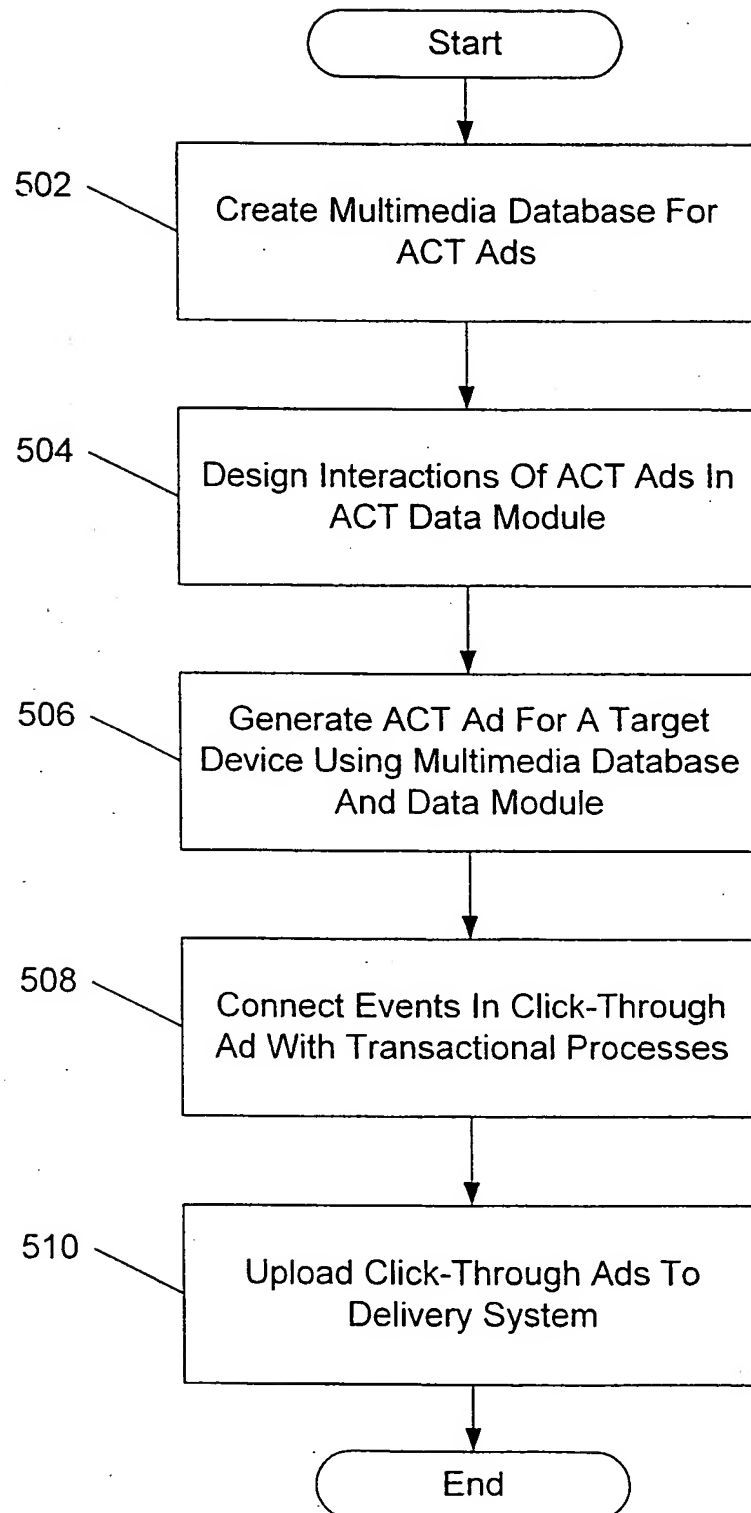 Start
502
Create Multimedia Database For
ACT Ads
504
Design Interactions Of ACT Ads In
ACT Data Module
506
Generate ACT Ad For A Target
Device Using Multimedia Database
And Data Module
508
Connect Events In Click-Through
Ad With Transactional Processes
510
Upload Click-Through Ads To
Delivery System
End